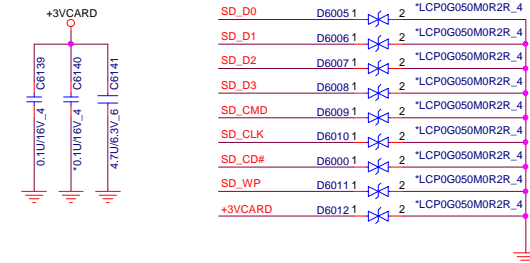 +3VCARD
C6139
0.1U/16V_4
C6140
*0.1U/16V_4
C6141
4.7U/6.3V_6
SD_D0 D6005 1 2 *LCP0G050M0R2R_4
SD_D1 D6006 1 2 *LCP0G050M0R2R_4
SD_D2 D6007 1 2 *LCP0G050M0R2R_4
SD_D3 D6008 1 2 *LCP0G050M0R2R_4
SD_CMD D6009 1 2 *LCP0G050M0R2R_4
SD_CLK D6010 1 2 *LCP0G050M0R2R_4
SD_CD# D6000 1 2 *LCP0G050M0R2R_4
SD_WP D6011 1 2 *LCP0G050M0R2R_4
+3VCARD D6012 1 2 *LCP0G050M0R2R_4